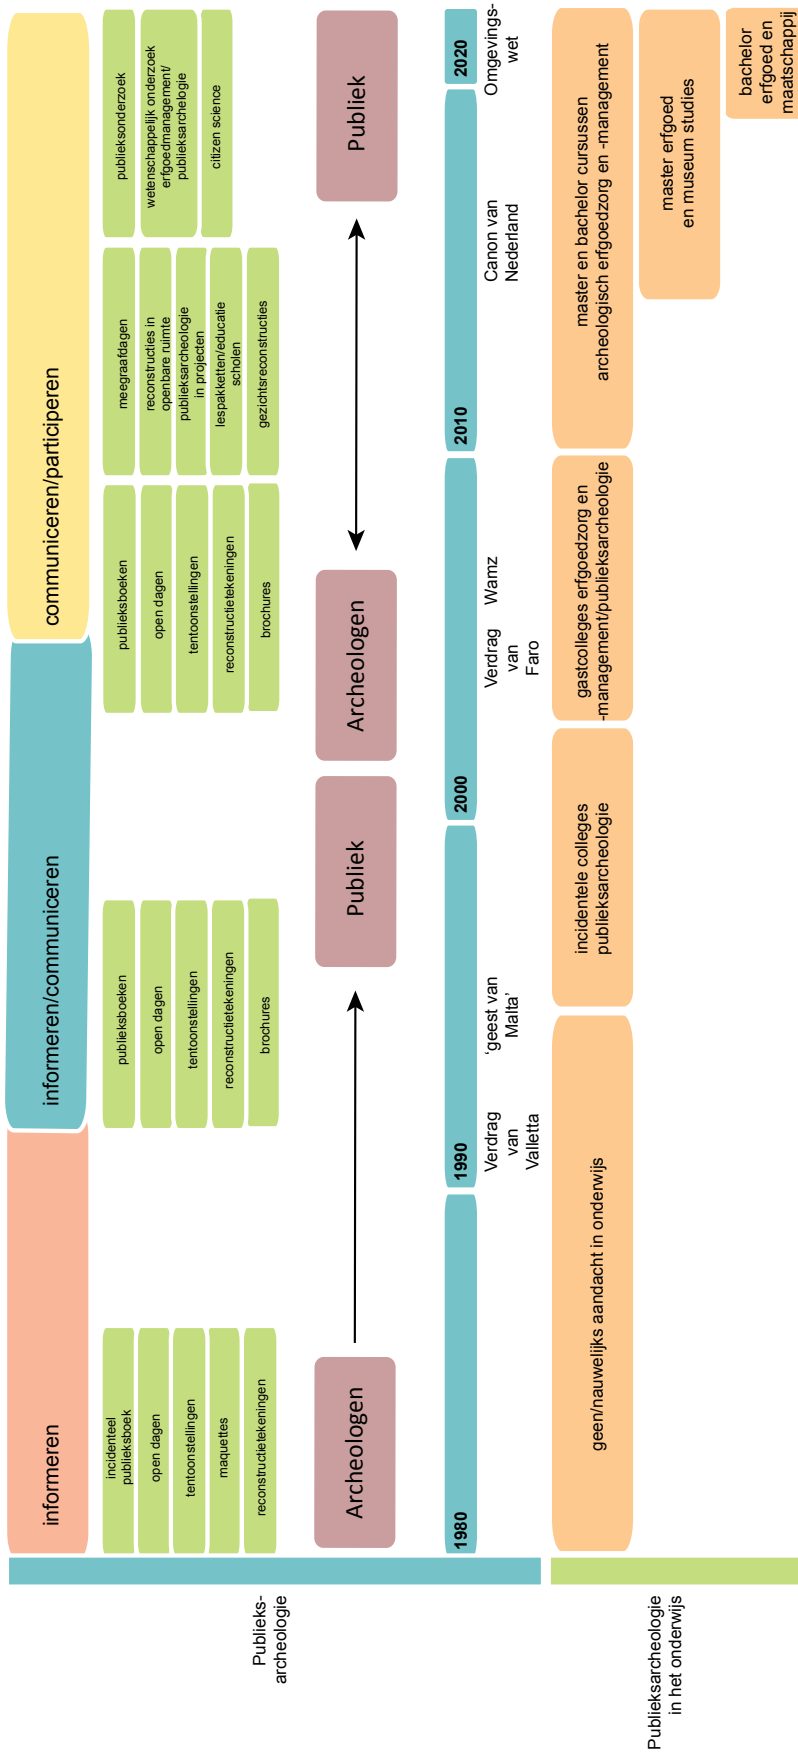 informeren
informeren/communiceren
communiceren/participeren
Publieks-
archeologie
incidenteel
publieksboek
open dagen
tentoonstellingen
maquettes
reconstructietekeningen
publieksboeken
open dagen
tentoonstellingen
reconstructietekeningen
brochures
publieksboeken
open dagen
tentoonstellingen
reconstructietekeningen
brochures
meegraafdagen
reconstructies in
openbare ruimte
publieksarcheologie
in projecten
lespakketten/educatie
scholen
gezichtsreconstructies
publieksonderzoek
wetenschappelijk onderzoek
erfgoedmanagement/
publieksarchelogie
citizen science
Archeologen
Publiek
Archeologen
Publiek
1980
1990
2000
2010
2020
Verdrag
van
Valletta
‘geest van
Malta’
Verdrag
van
Faro
Wamz
Canon van
Nederland
Omgevings-
wet
Publieksarcheologie
in het onderwijs
geen/nauwelijks aandacht in onderwijs
incidentele colleges
publieksarcheologie
gastcolleges erfgoedzorg en
-management/publieksarcheologie
master en bachelor cursussen
archeologisch erfgoedzorg en -management
master erfgoed
en museum studies
bachelor
erfgoed en
maatschappij